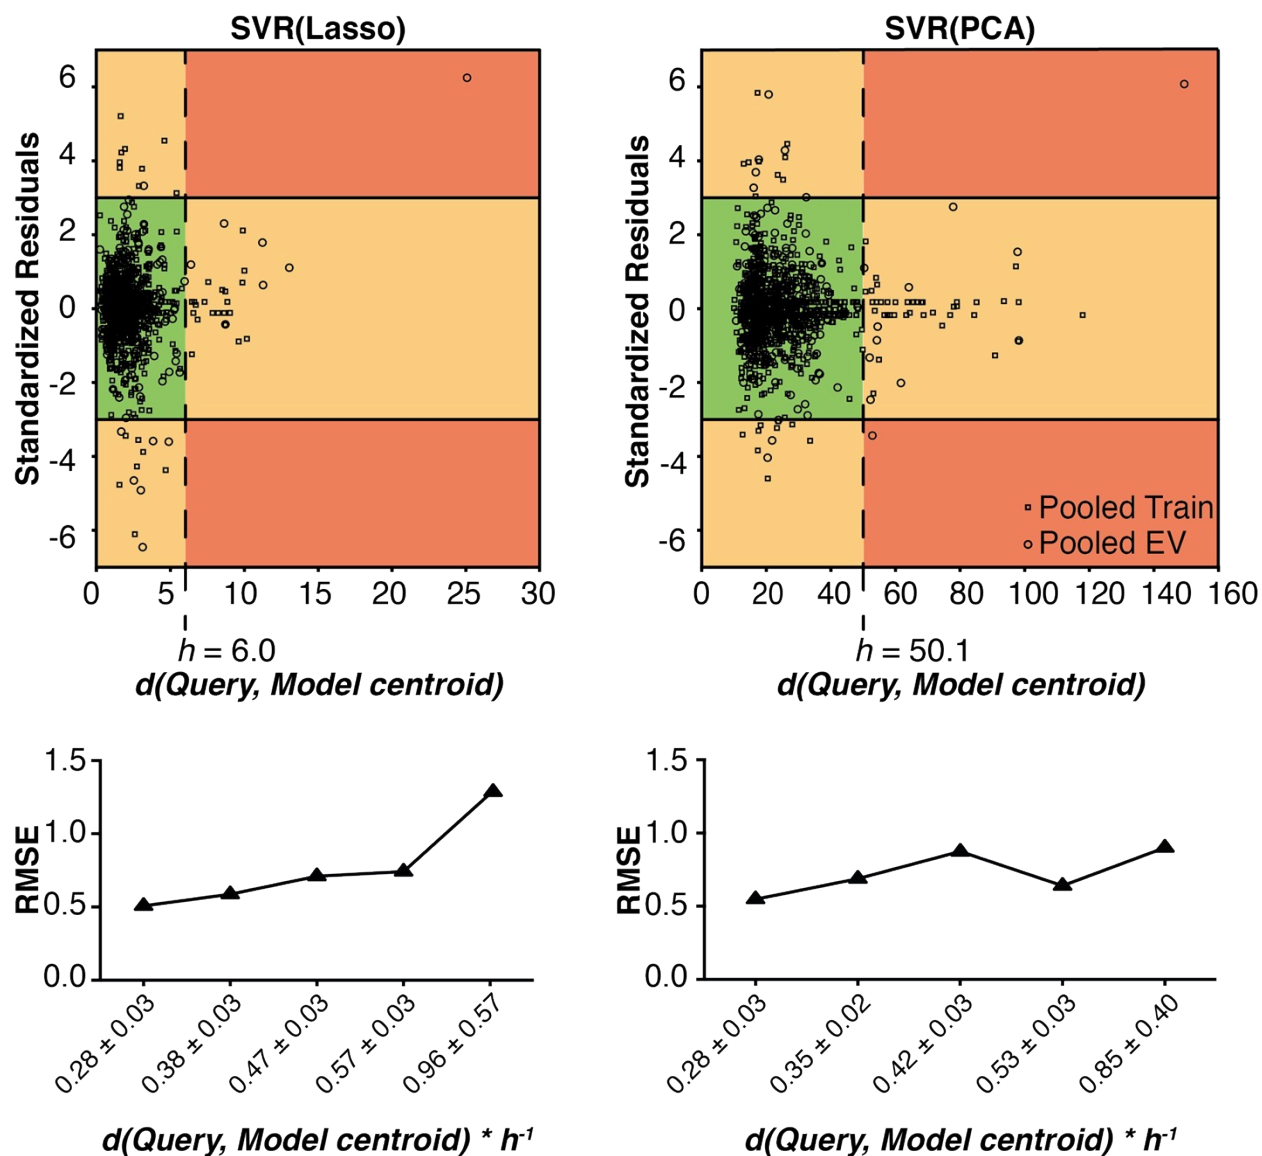 SVR(Lasso)
Standardized Residuals
6
4
2
0
-2
-4
-6
0 5 10 15 20 25 30
h = 6.0
d(Query, Model centroid)
SVR(PCA)
Standardized Residuals
6
4
2
0
-2
-4
-6
Pooled Train
Pooled EV
0 20 40 60 80 100 120 140 160
h = 50.1
d(Query, Model centroid)
RMSE
1.5
1.0
0.5
0.0
0.28 ± 0.03
0.38 ± 0.03
0.47 ± 0.03
0.57 ± 0.03
0.96 ± 0.57
d(Query, Model centroid) * h-1
RMSE
1.5
1.0
0.5
0.0
0.28 ± 0.03
0.35 ± 0.02
0.42 ± 0.03
0.53 ± 0.03
0.85 ± 0.40
d(Query, Model centroid) * h-1